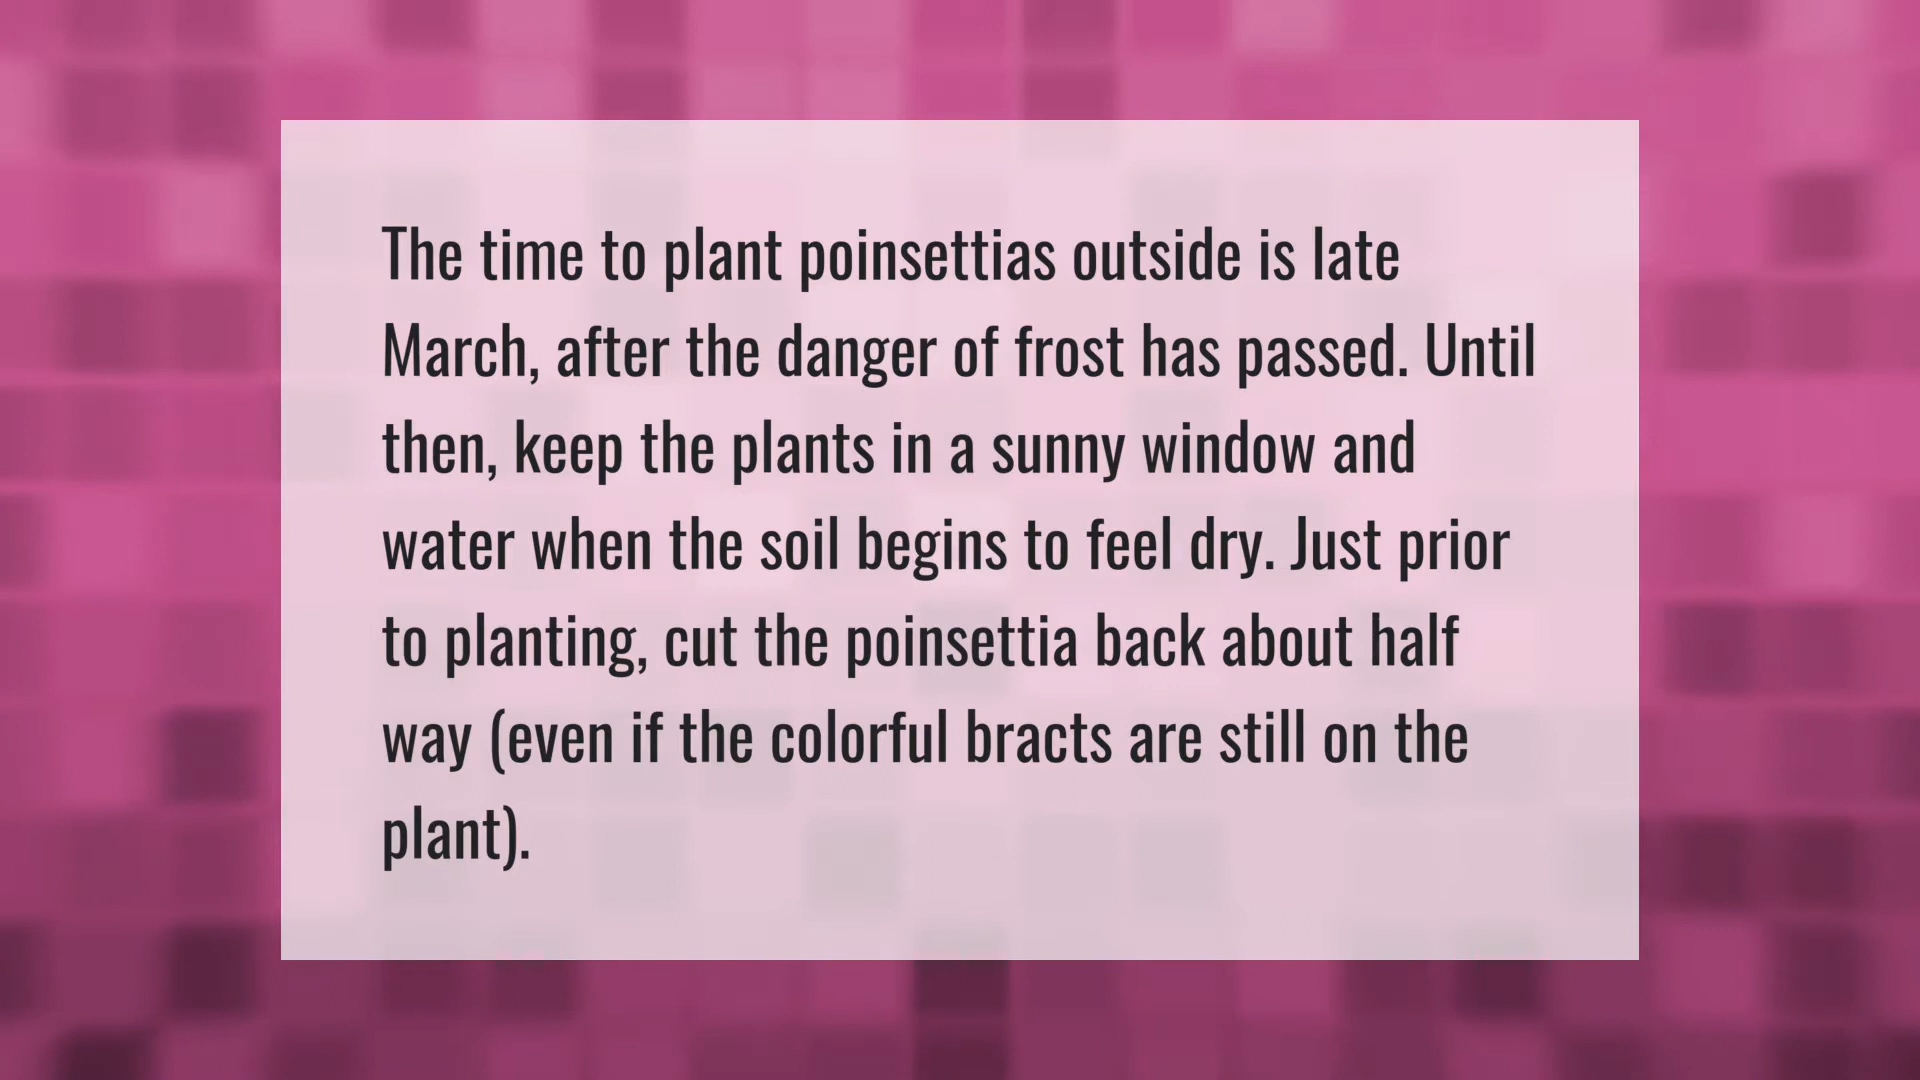 The time to plant poinsettias outside is late
March, after the danger of frost has passed. Until
then, keep the plants in a sunny window and
water when the soil begins to feel dry. Just prior
to planting, cut the poinsettia back about half
way (even if the colorful bracts are still on the
plant).